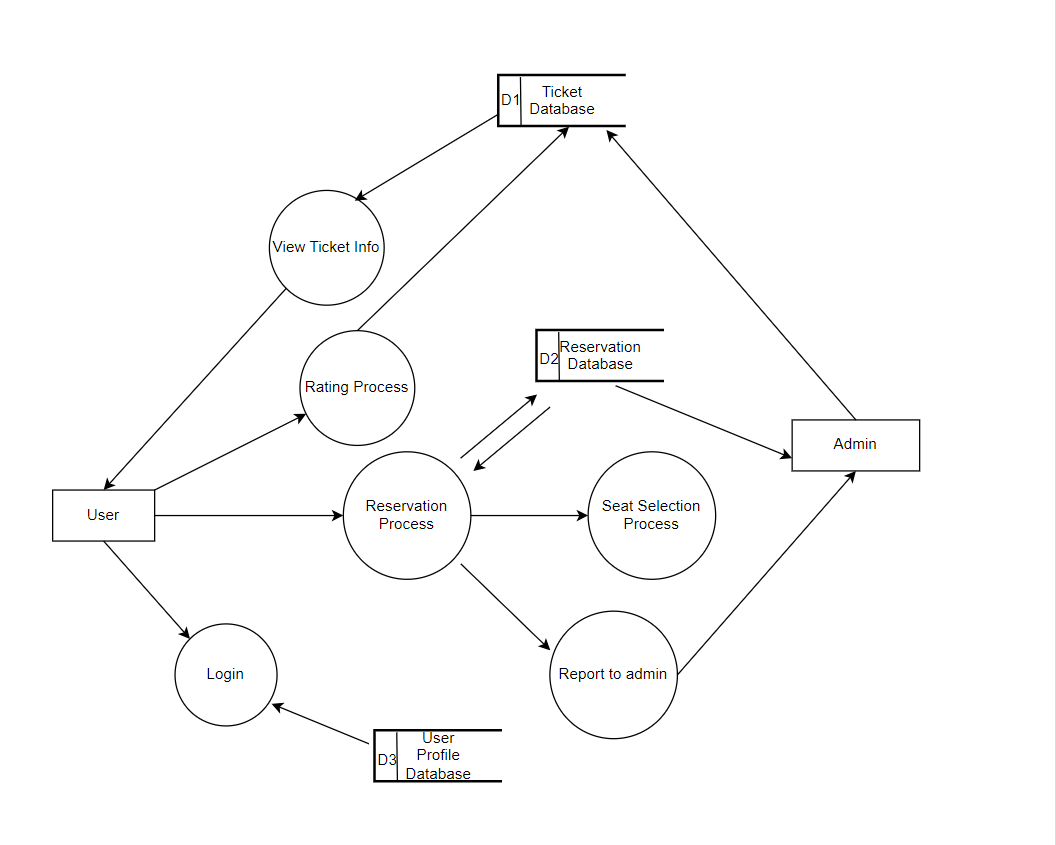 D1
Ticket
Database
View Ticket Info
D2
Reservation
Database
Rating Process
Admin
User
Reservation
Process
Seat Selection
Process
Login
Report to admin
D3
User
Profile
Database